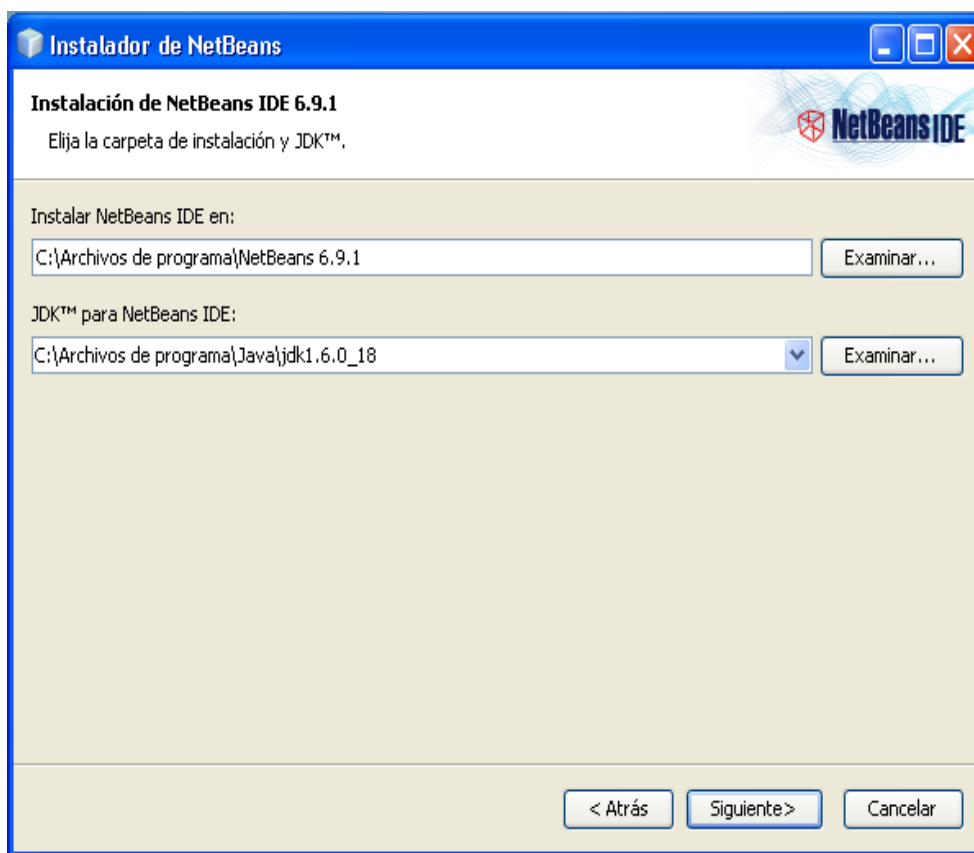 Instalador de NetBeans
Instalación de NetBeans IDE 6.9.1
Elija la carpeta de instalación y JDK™.
NetBeans IDE
Instalar NetBeans IDE en:
C:\Archivos de programa\NetBeans 6.9.1 Examinar...
JDK™ para NetBeans IDE:
C:\Archivos de programa\Java\jdk1.6.0_18 Examinar...
< Atrás Siguiente> Cancelar